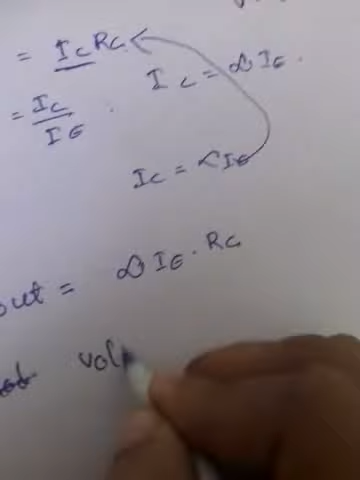 = IcRc
Ic = αIE.
= Ic/IE .
Ic = αIE
out = αIE · Rc
vol